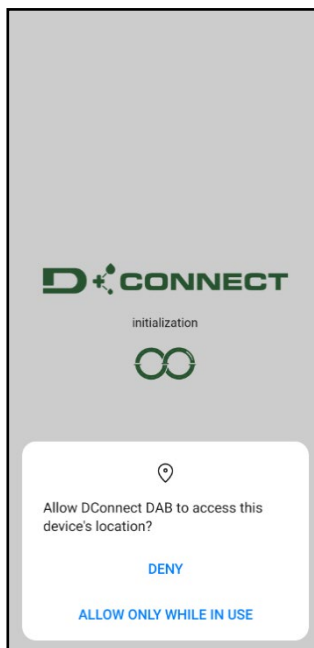 D CONNECT
initialization
Allow DConnect DAB to access this
device's location?
DENY
ALLOW ONLY WHILE IN USE